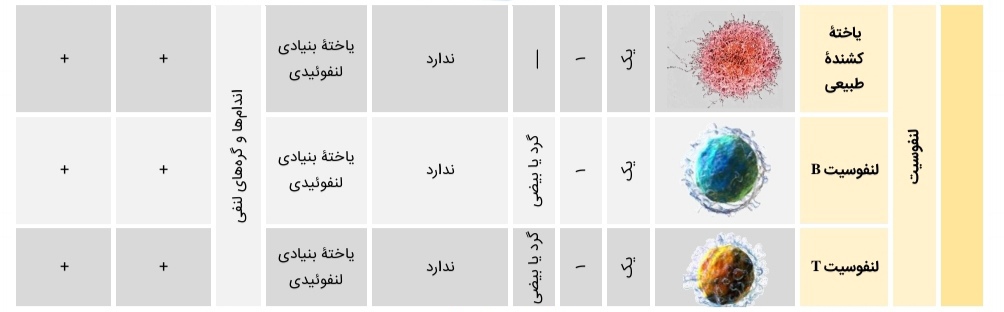 لنفوسیت
یاختهٔ
کشندهٔ
طبیعی
یک
۱
—
ندارد
یاختهٔ بنیادی
لنفوئیدی
اندام‌ها و گره‌های لنفی
+
+
لنفوسیت B
یک
۱
گرد یا بیضی
ندارد
یاختهٔ بنیادی
لنفوئیدی
+
+
لنفوسیت T
یک
۱
گرد یا بیضی
ندارد
یاختهٔ بنیادی
لنفوئیدی
+
+